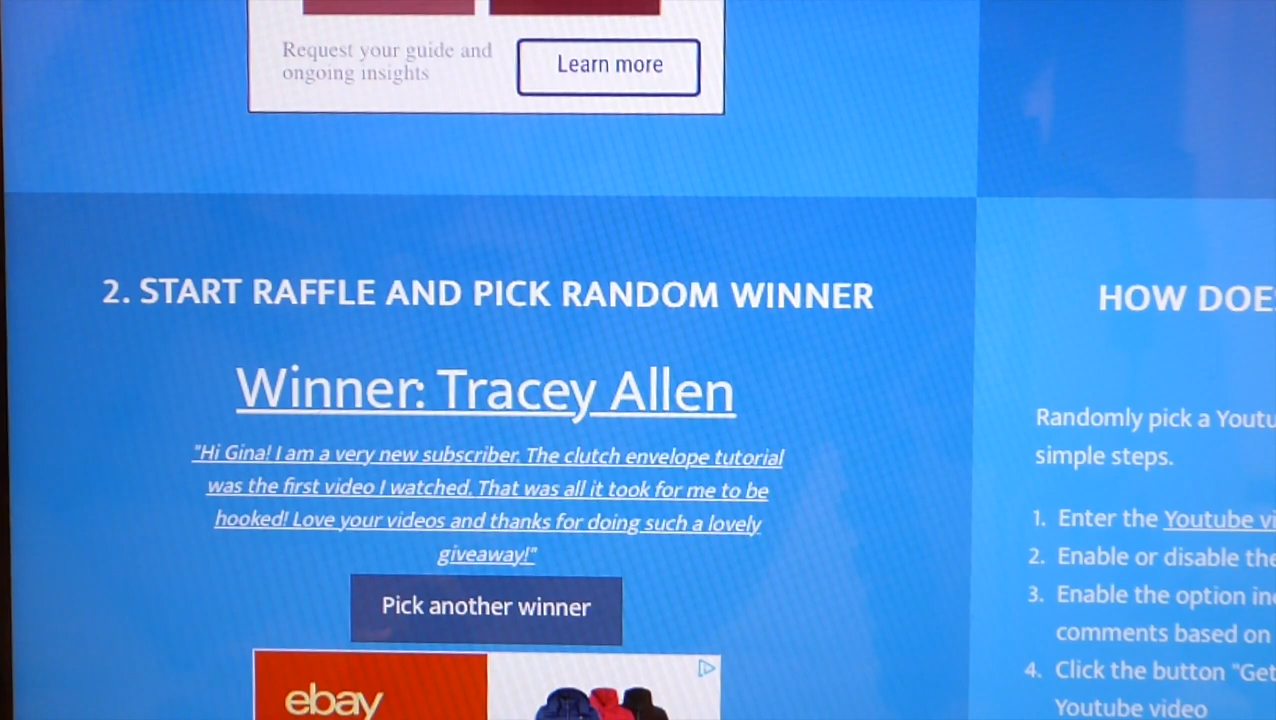 Request your guide and
ongoing insights
Learn more
2. START RAFFLE AND PICK RANDOM WINNER
Winner: Tracey Allen
"Hi Gina! I am a very new subscriber. The clutch envelope tutorial
was the first video I watched. That was all it took for me to be
hooked! Love your videos and thanks for doing such a lovely
giveaway!"
Pick another winner
ebay
HOW DOE
Randomly pick a Youtu
simple steps.
1. Enter the Youtube vi
2. Enable or disable the
3. Enable the option inc
comments based on
4. Click the button "Get
Youtube video